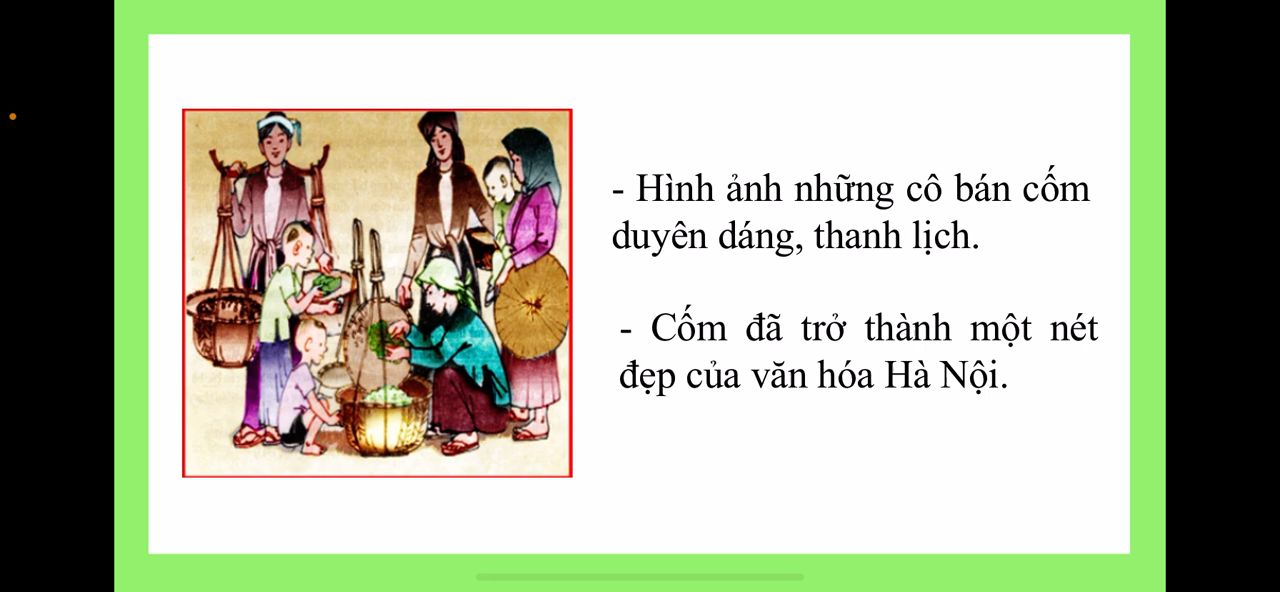 - Hình ảnh những cô bán cốm
duyên dáng, thanh lịch.
- Cốm đã trở thành một nét
đẹp của văn hóa Hà Nội.